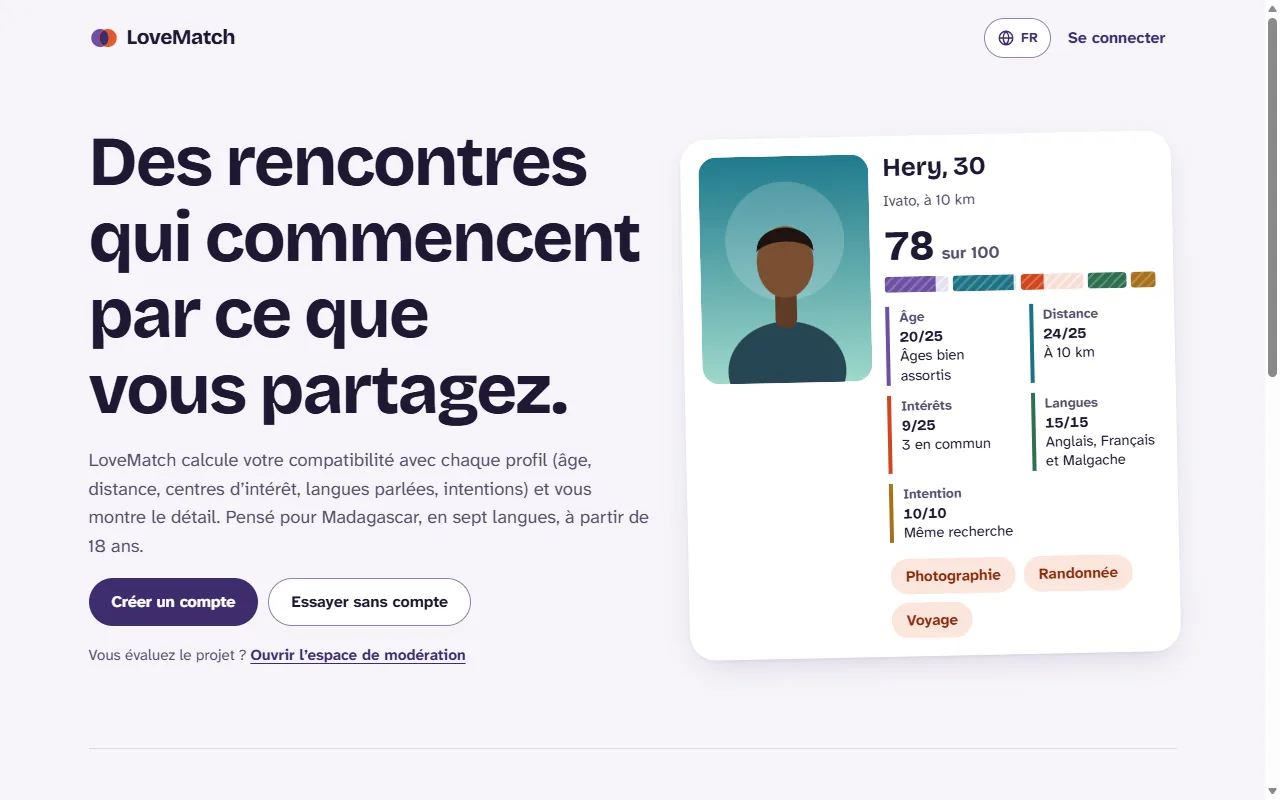 LoveMatch
FR
Se connecter
Des rencontres
qui commencent
par ce que
vous partagez.
LoveMatch calcule votre compatibilité avec chaque profil (âge,
distance, centres d’intérêt, langues parlées, intentions) et vous
montre le détail. Pensé pour Madagascar, en sept langues, à partir de
18 ans.
Créer un compte
Essayer sans compte
Vous évaluez le projet ? Ouvrir l’espace de modération
Hery, 30
Ivato, à 10 km
78 sur 100
Âge
20/25
Âges bien
assortis
Distance
24/25
À 10 km
Intérêts
9/25
3 en commun
Langues
15/15
Anglais, Français
et Malgache
Intention
10/10
Même recherche
Photographie
Randonnée
Voyage